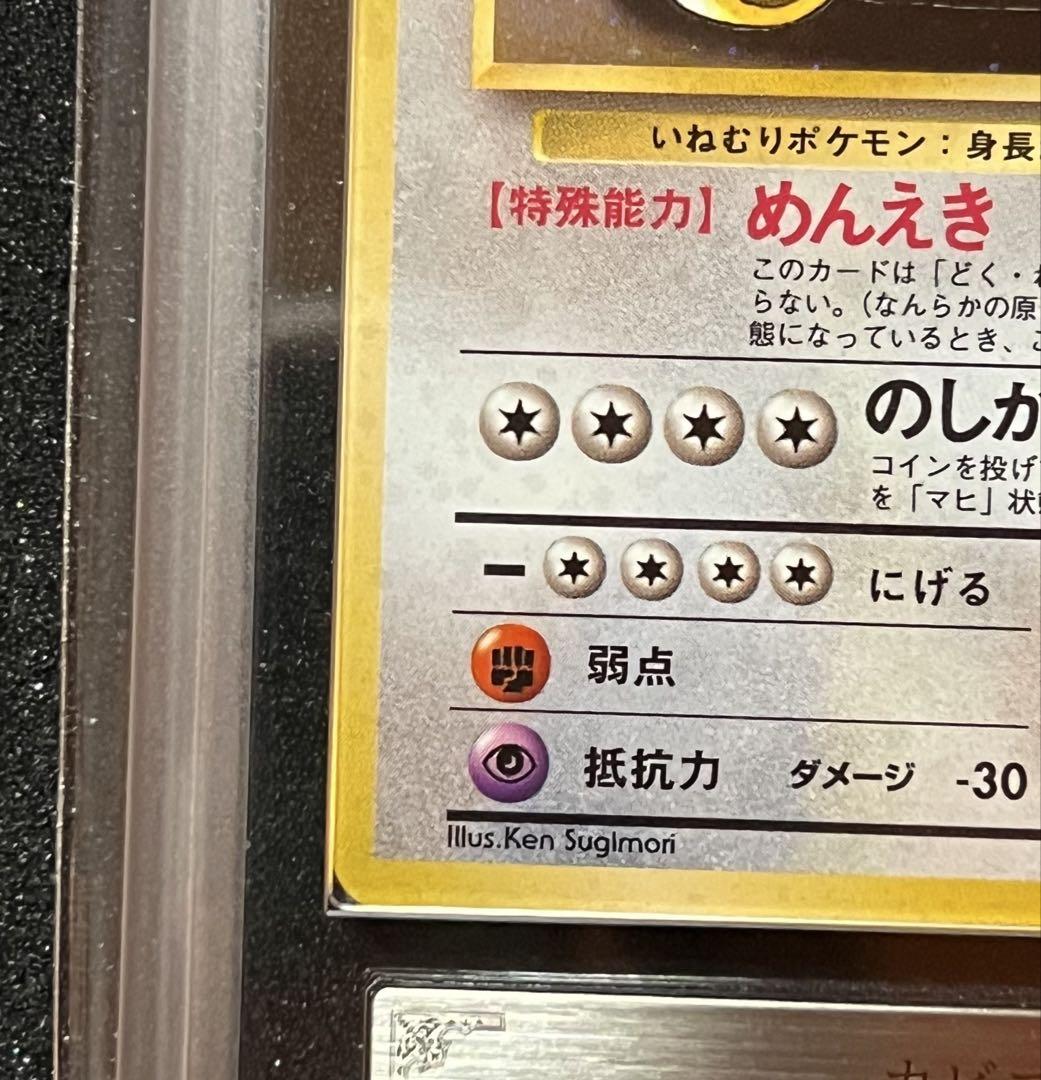 いねむりポケモン：身長
【特殊能力】めんえき
このカードは「どく・
らない。（なんらかの原
態になっているとき、
のしか
コインを投げ
を「マヒ」状
にげる
弱点
抵抗力 ダメージ -30
Illus.Ken Sugimori